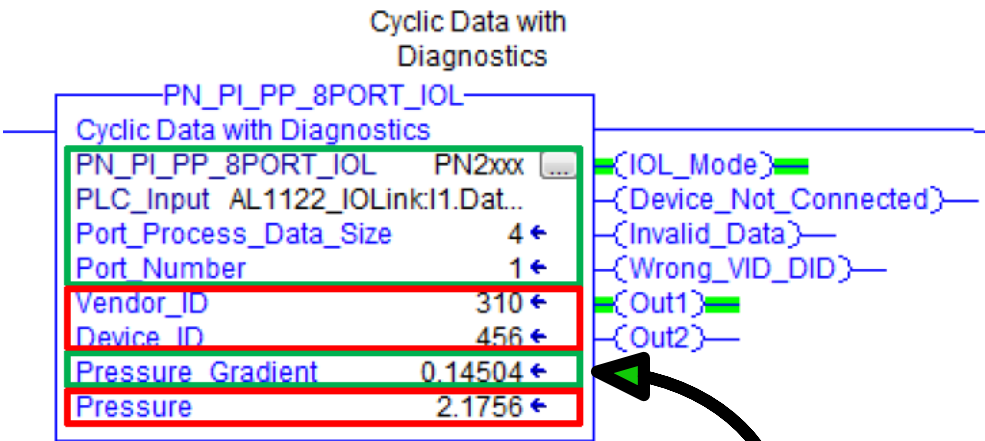 Cyclic Data with
Diagnostics
PN_PI_PP_8PORT_IOL
Cyclic Data with Diagnostics
PN_PI_PP_8PORT_IOL PN2xxx ... (IOL_Mode)
PLC_Input AL1122_IOLink:I1.Dat... (Device_Not_Connected)
Port_Process_Data_Size 4 (Invalid_Data)
Port_Number 1 (Wrong_VID_DID)
Vendor_ID 310 (Out1)
Device_ID 456 (Out2)
Pressure_Gradient 0.14504
Pressure 2.1756